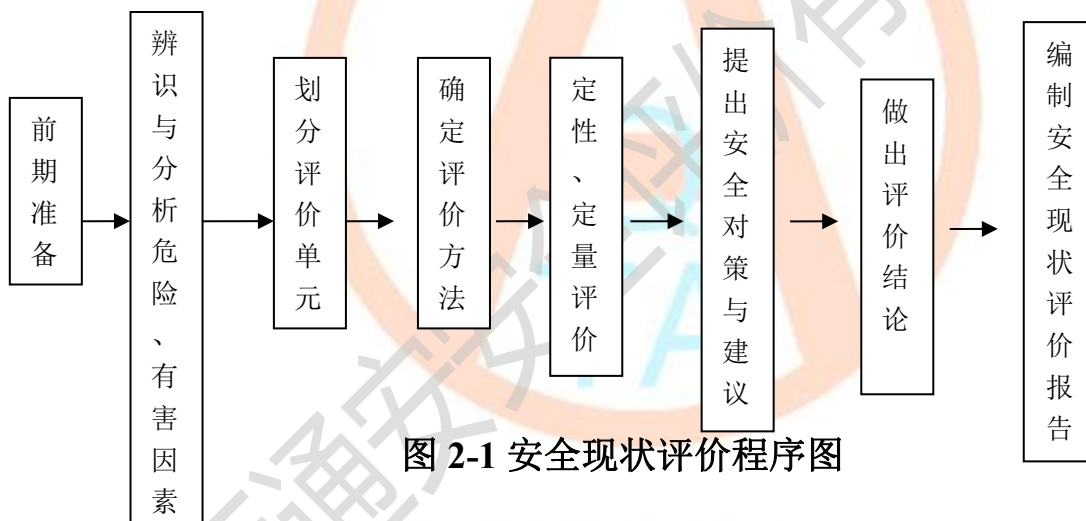 前期准备
辨识与分析危险、有害因素
划分评价单元
确定评价方法
定性、定量评价
提出安全对策与建议
做出评价结论
编制安全现状评价报告
图 2-1 安全现状评价程序图